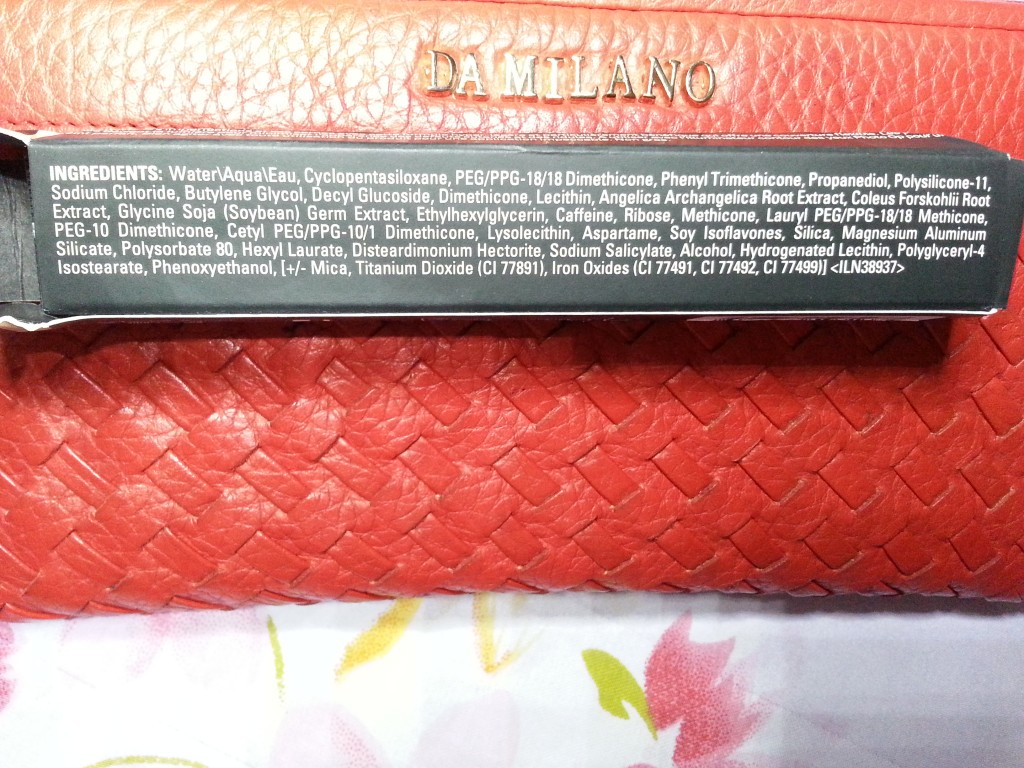 DA MILANO
INGREDIENTS: Water\Aqua\Eau, Cyclopentasiloxane, PEG/PPG-18/18 Dimethicone, Phenyl Trimethicone, Propanediol, Polysilicone-11,
Sodium Chloride, Butylene Glycol, Decyl Glucoside, Dimethicone, Lecithin, Angelica Archangelica Root Extract, Coleus Forskohlii Root
Extract, Glycine Soja (Soybean) Germ Extract, Ethylhexylglycerin, Caffeine, Ribose, Methicone, Lauryl PEG/PPG-18/18 Methicone,
PEG-10 Dimethicone, Cetyl PEG/PPG-10/1 Dimethicone, Lysolecithin, Aspartame, Soy Isoflavones, Silica, Magnesium Aluminum
Silicate, Polysorbate 80, Hexyl Laurate, Disteardimonium Hectorite, Sodium Salicylate, Alcohol, Hydrogenated Lecithin, Polyglyceryl-4
Isostearate, Phenoxyethanol, [+/- Mica, Titanium Dioxide (CI 77891), Iron Oxides (CI 77491, CI 77492, CI 77499)] <ILN38937>